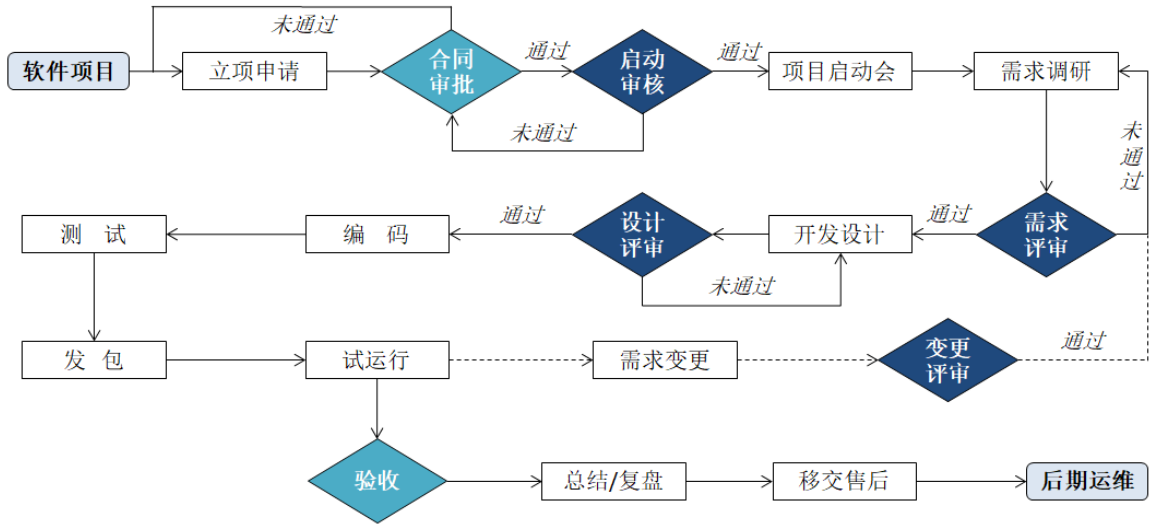 未通过
软件项目
立项申请
合同
审批
通过
启动
审核
通过
项目启动会
需求调研
未通过
未
通
过
测 试
编 码
通过
设计
评审
开发设计
通过
需求
评审
未通过
发 包
试运行
需求变更
变更
评审
通过
验收
总结/复盘
移交售后
后期运维